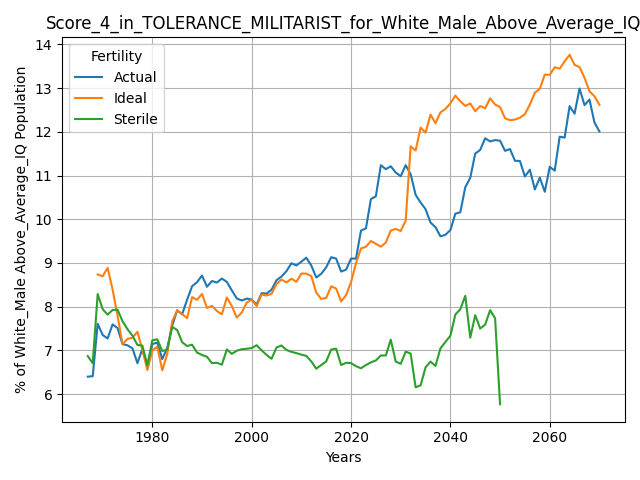 Score_4_in_TOLERANCE_MILITARIST_for_White_Male_Above_Average_IQ
Fertility
Actual
Ideal
Sterile
% of White_Male Above_Average_IQ Population
14
13
12
11
10
9
8
7
6
1980
2000
2020
2040
2060
Years